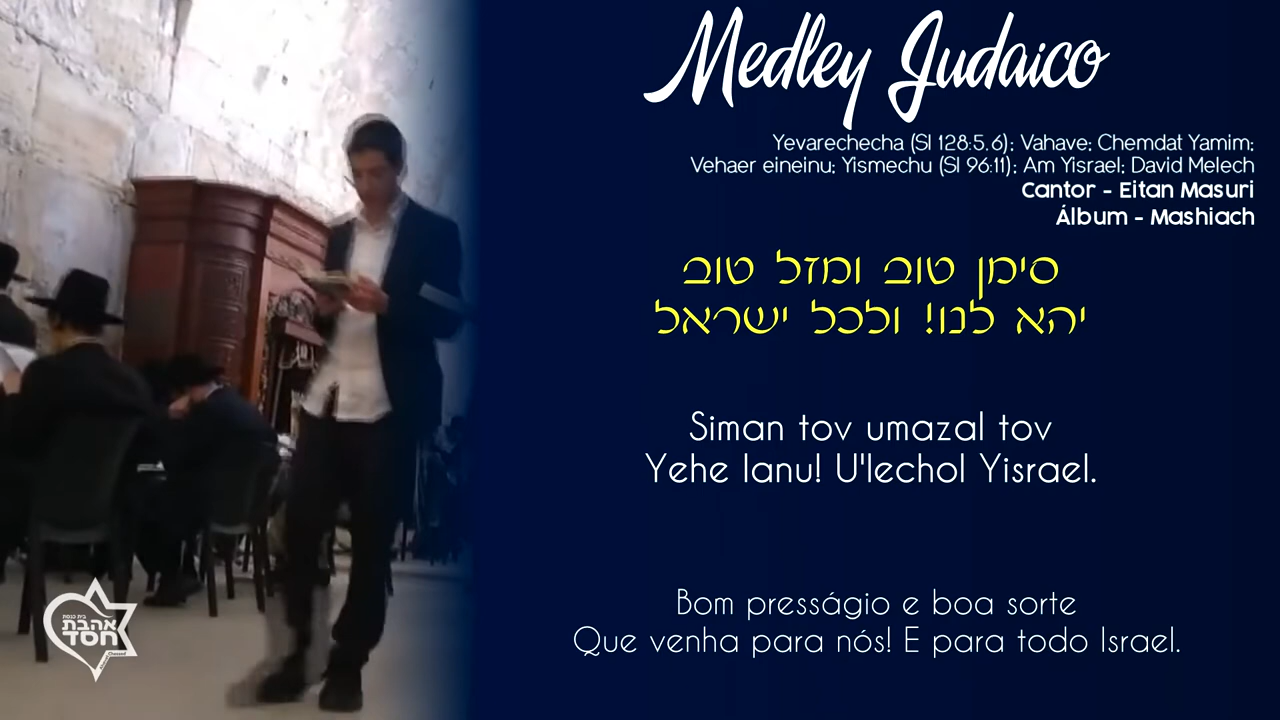 Medley Judaico
Yevarechecha (Sl 128:5,6); Vahave; Chemdat Yamim;
Vehaer eineinu; Yismechu (Sl 96:11); Am Yisrael; David Melech
Cantor - Eitan Masuri
Álbum - Mashiach
סימן טוב ומזל טוב
יהא לנו! ולכל ישראל
Siman tov umazal tov
Yehe lanu! U'lechol Yisrael.
Bom presságio e boa sorte
Que venha para nós! E para todo Israel.
בית כנסת
אהבת
חסד